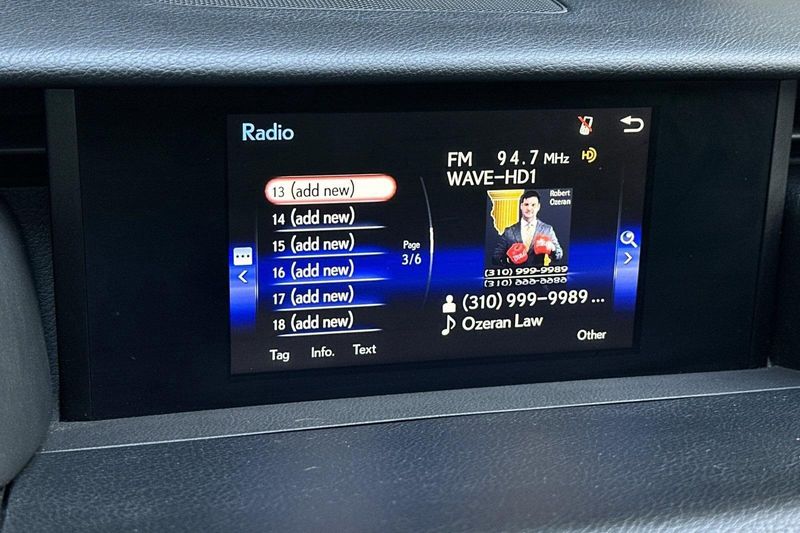 Radio
13 (add new)
14 (add new)
15 (add new)
16 (add new)
17 (add new)
18 (add new)
Page
3/6
Tag Info. Text
FM 94.7 MHz HD
WAVE-HD1
Robert
Ozeran
(310) 999-9989
(310) 999-9989 ...
Ozeran Law
Other